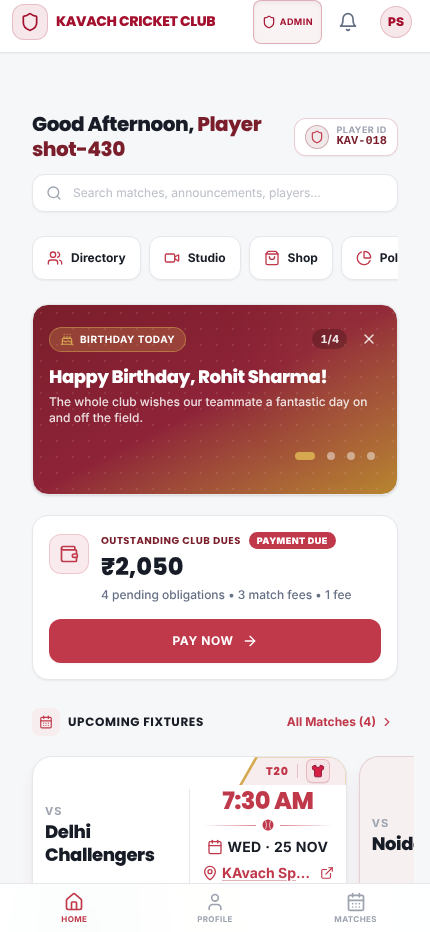 KAVACH CRICKET CLUB
ADMIN
PS
Good Afternoon, Player
shot-430
PLAYER ID
KAV-018
Search matches, announcements, players...
Directory
Studio
Shop
Pol
BIRTHDAY TODAY
1/4
Happy Birthday, Rohit Sharma!
The whole club wishes our teammate a fantastic day on
and off the field.
OUTSTANDING CLUB DUES
PAYMENT DUE
₹2,050
4 pending obligations • 3 match fees • 1 fee
PAY NOW
UPCOMING FIXTURES
All Matches (4)
T20
VS
Delhi
Challengers
7:30 AM
WED · 25 NOV
KAvach Sp...
VS
Noid
HOME
PROFILE
MATCHES